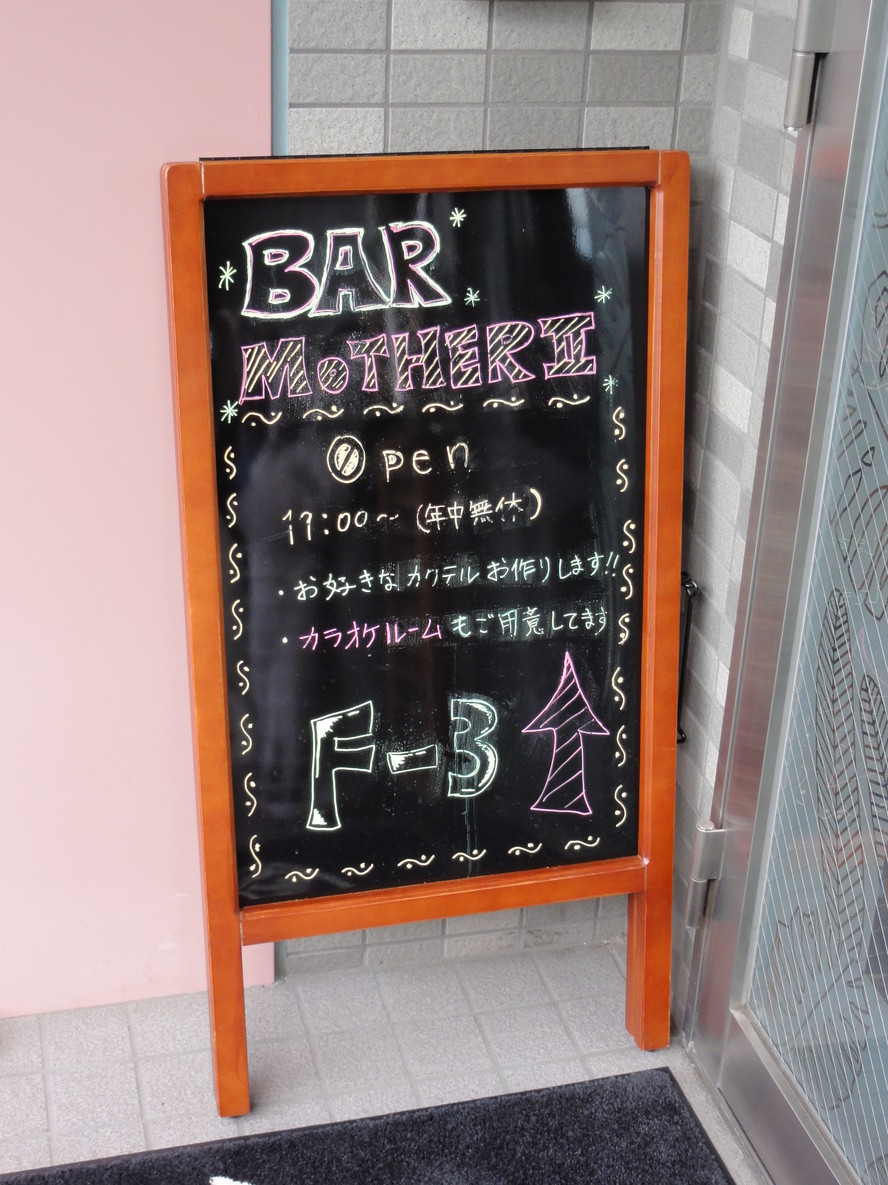 BAR
MoTHER II
Open
19:00~ (年中無休)
・お好きなカクテルお作りします!!
・カラオケルームもご用意してます
F-3